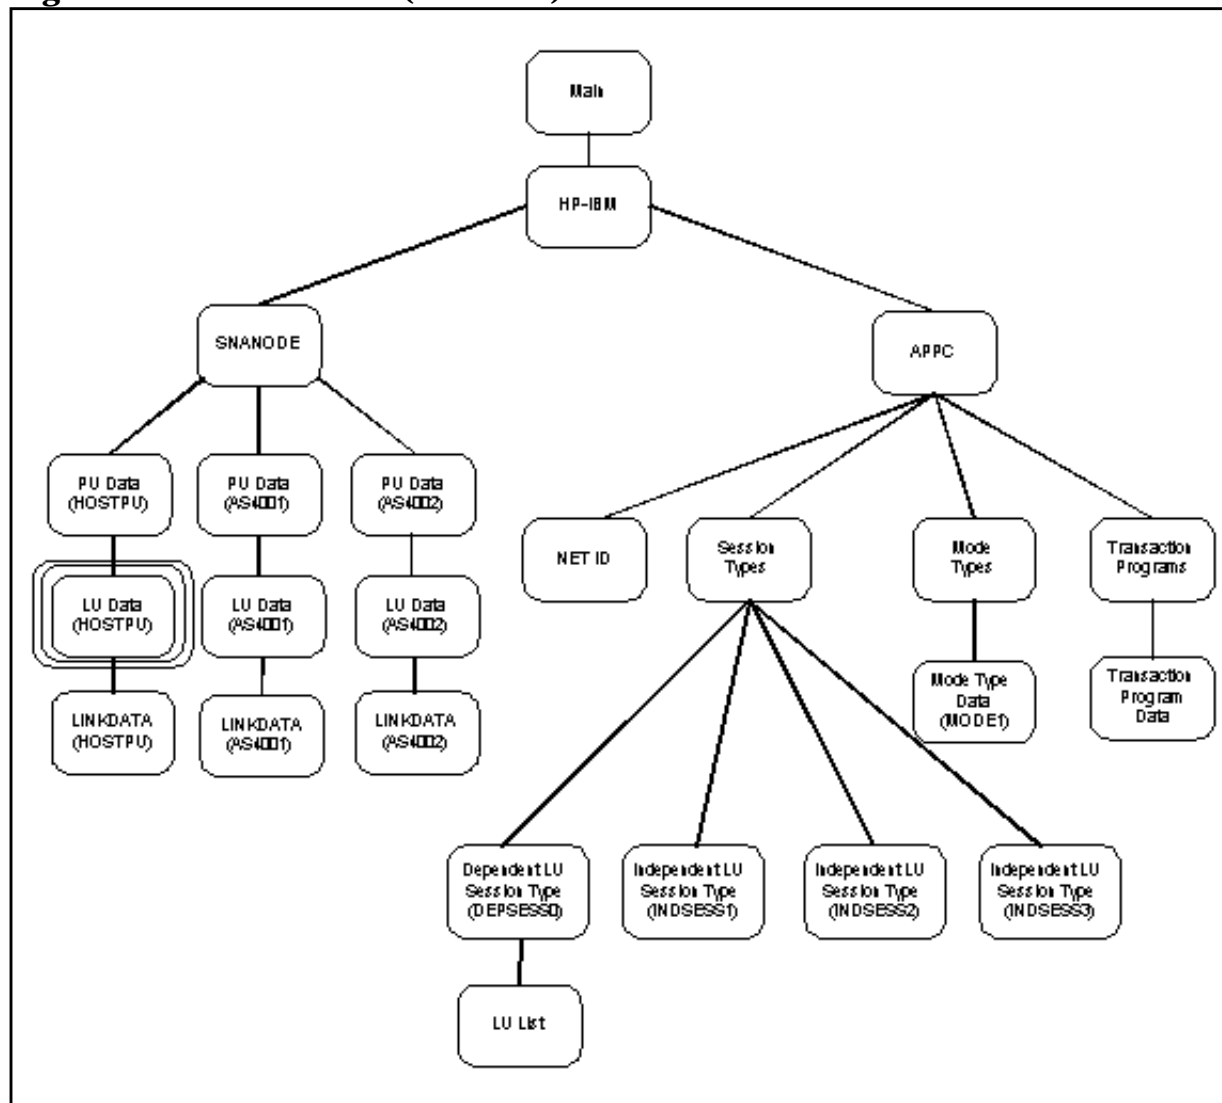 Main
HP-IBM
SNANODE
APPC
PU Data
(HOSTPU)
PU Data
(AS4001)
PU Data
(AS4002)
NET ID
Session
Types
Mode
Types
Transaction
Programs
LU Data
(HOSTPU)
LU Data
(AS4001)
LU Data
(AS4002)
LINKDATA
(HOSTPU)
LINKDATA
(AS4001)
LINKDATA
(AS4002)
Mode Type
Data
(MODE1)
Transaction
Program
Data
Dependent LU
Session Type
(DEPSESS0)
Independent LU
Session Type
(INDSESS1)
Independent LU
Session Type
(INDSESS2)
Independent LU
Session Type
(INDSESS3)
LU List